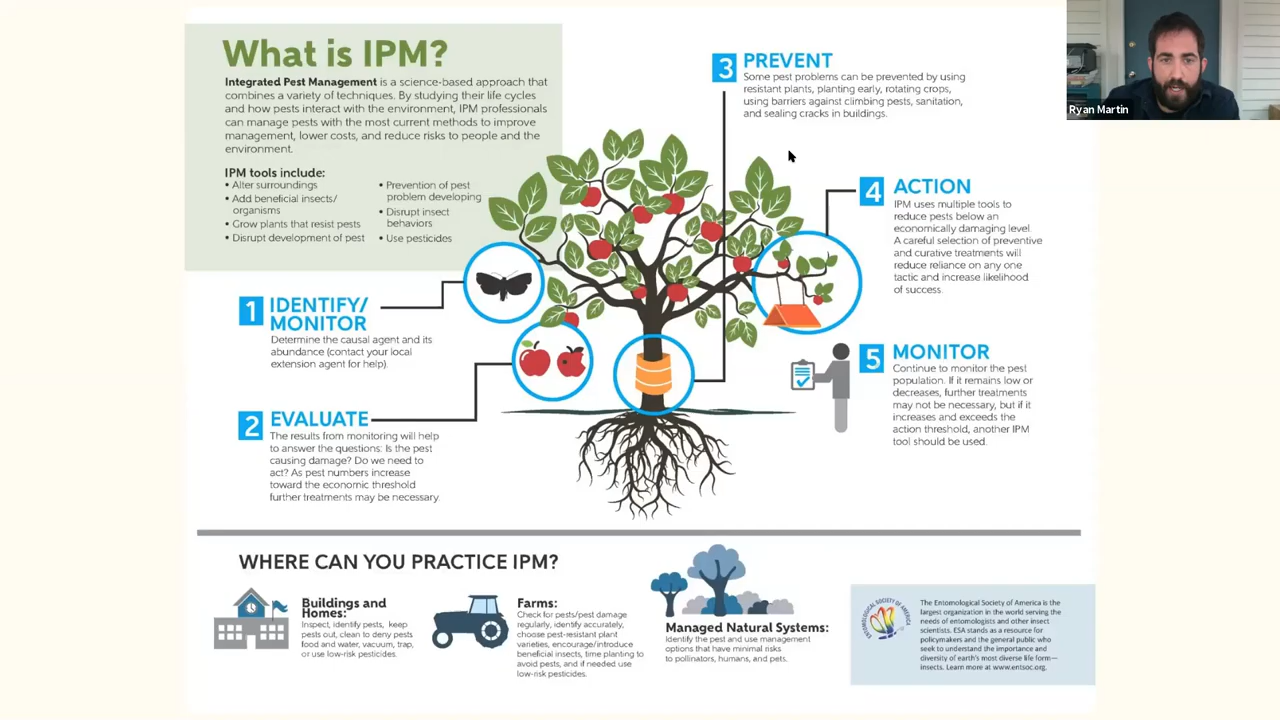 What is IPM?
Integrated Pest Management is a science-based approach that
combines a variety of techniques. By studying their life cycles
and how pests interact with the environment, IPM professionals
can manage pests with the most current methods to improve
management, lower costs, and reduce risks to people and the
environment.
IPM tools include:
• Alter surroundings
• Add beneficial insects/
organisms
• Grow plants that resist pests
• Disrupt development of pest
• Prevention of pest
problem developing
• Disrupt insect
behaviors
• Use pesticides
1 IDENTIFY/
MONITOR
Determine the causal agent and its
abundance (contact your local
extension agent for help).
2 EVALUATE
The results from monitoring will help
to answer the questions: Is the pest
causing damage? Do we need to
act? As pest numbers increase
toward the economic threshold
further treatments may be necessary.
3 PREVENT
Some pest problems can be prevented by using
resistant plants, planting early, rotating crops,
using barriers against climbing pests, sanitation,
and sealing cracks in buildings.
4 ACTION
IPM uses multiple tools to
reduce pests below an
economically damaging level.
A careful selection of preventive
and curative treatments will
reduce reliance on any one
tactic and increase likelihood
of success.
5 MONITOR
Continue to monitor the pest
population. If it remains low or
decreases, further treatments
may not be necessary, but if it
increases and exceeds the
action threshold, another IPM
tool should be used.
Ryan Martin
WHERE CAN YOU PRACTICE IPM?
Buildings and
Homes:
Inspect, identify pests, keep
pests out, clean to deny pests
food and water, vacuum, trap,
or use low-risk pesticides.
Farms:
Check for pests/pest damage
regularly, identify accurately,
choose pest-resistant plant
varieties, encourage/introduce
beneficial insects, time planting to
avoid pests, and if needed use
low-risk pesticides.
Managed Natural Systems:
Identify the pest and use management
options that have minimal risks
to pollinators, humans, and pets.
ENTOMOLOGICAL SOCIETY OF AMERICA
The Entomological Society of America is the
largest organization in the world serving the
needs of entomologists and other insect
scientists. ESA stands as a resource for
policymakers and the general public who
seek to understand the importance and
diversity of earth's most diverse life form—
insects. Learn more at www.entsoc.org.